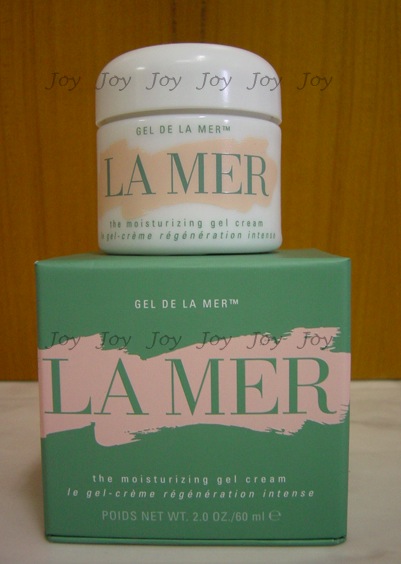 Joy Joy Joy Joy Joy Joy
GEL DE LA MER™
LA MER
the moisturizing gel cream
le gel-crème régénération intense
GEL DE LA MER™
Joy Joy Joy Joy Joy Joy
LA MER
the moisturizing gel cream
le gel-crème régénération intense
POIDS NET WT. 2.0 OZ./60 ml ℮